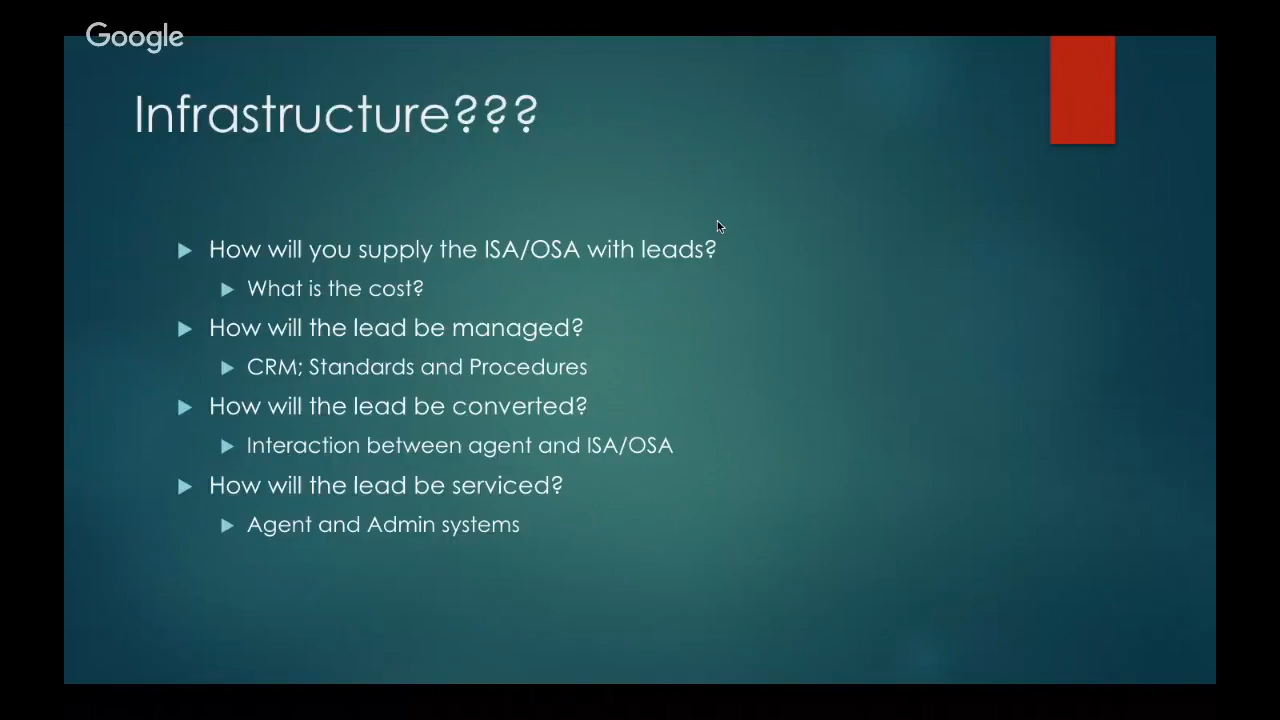 Google
Infrastructure???
How will you supply the ISA/OSA with leads?
What is the cost?
How will the lead be managed?
CRM; Standards and Procedures
How will the lead be converted?
Interaction between agent and ISA/OSA
How will the lead be serviced?
Agent and Admin systems